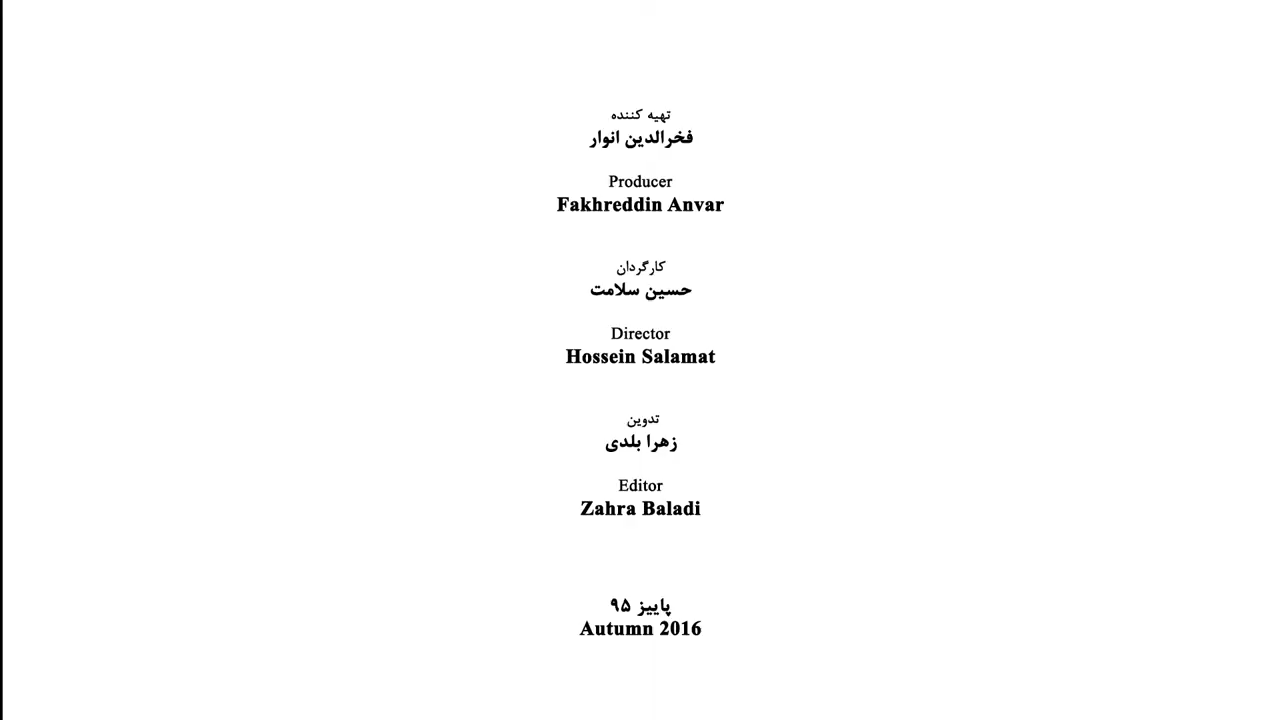 تهیه کننده
فخرالدین انوار
Producer
Fakhreddin Anvar
کارگردان
حسین سلامت
Director
Hossein Salamat
تدوین
زهرا بلدی
Editor
Zahra Baladi
پاییز ۹۵
Autumn 2016